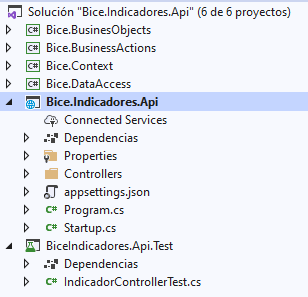 Solución "Bice.Indicadores.Api" (6 de 6 proyectos)
Bice.BusinesObjects
Bice.BusinessActions
Bice.Context
Bice.DataAccess
Bice.Indicadores.Api
Connected Services
Dependencias
Properties
Controllers
appsettings.json
C# Program.cs
C# Startup.cs
BiceIndicadores.Api.Test
Dependencias
C# IndicadorControllerTest.cs